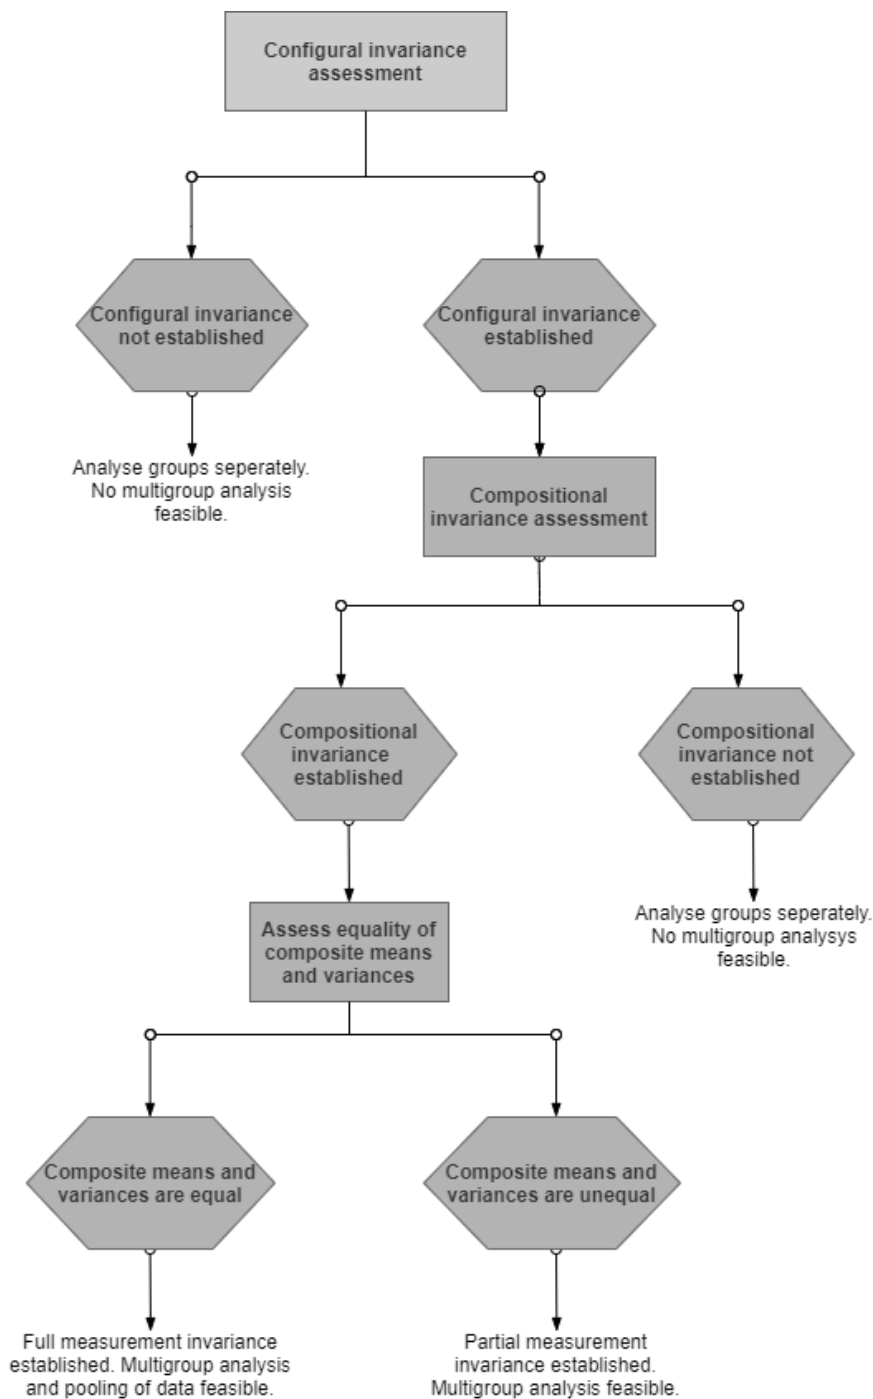 Configural invariance
assessment
Configural invariance
not established
Configural invariance
established
Analyse groups seperately.
No multigroup analysis
feasible.
Compositional
invariance assessment
Compositional
invariance
established
Compositional
invariance not
established
Assess equality of
composite means
and variances
Analyse groups seperately.
No multigroup analysys
feasible.
Composite means and
variances are equal
Composite means and
variances are unequal
Full measurement invariance
established. Multigroup analysis
and pooling of data feasible.
Partial measurement
invariance established.
Multigroup analysis feasible.